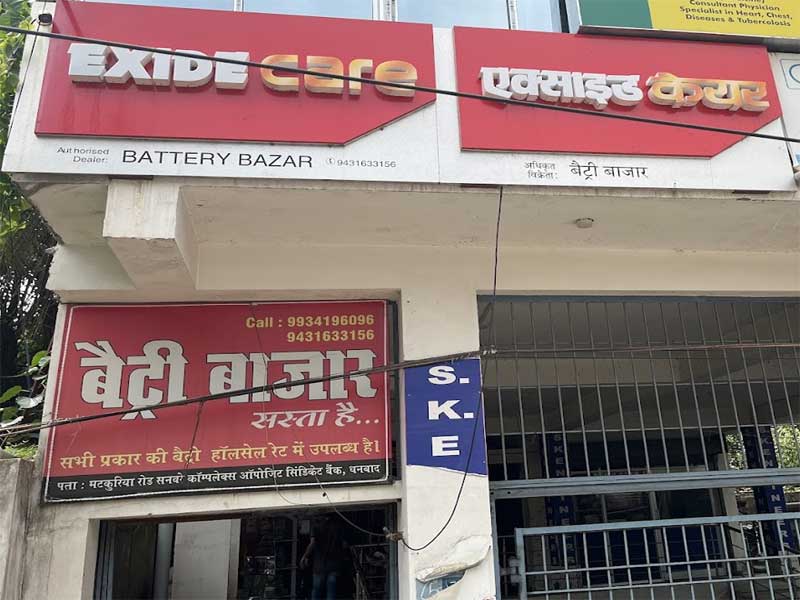 Consultant Physician
Specialist in Heart, Chest,
Diseases & Tubercolosis
EXIDE care
एक्साइड केयर
Authorised
Dealer: BATTERY BAZAR ✆9431633156
अधिकृत
विक्रेता: बैट्री बाजार
Call : 9934196096
9431633156
बैट्री बाजार
सस्ता है...
सभी प्रकार की बैट्री हॉलसेल रेट में उपलब्ध है।
पता : मटकुरिया रोड सनवर्ड कॉम्पलेक्स ऑपोजिट सिंडिकेट बैंक, धनबाद
S.
K.
E